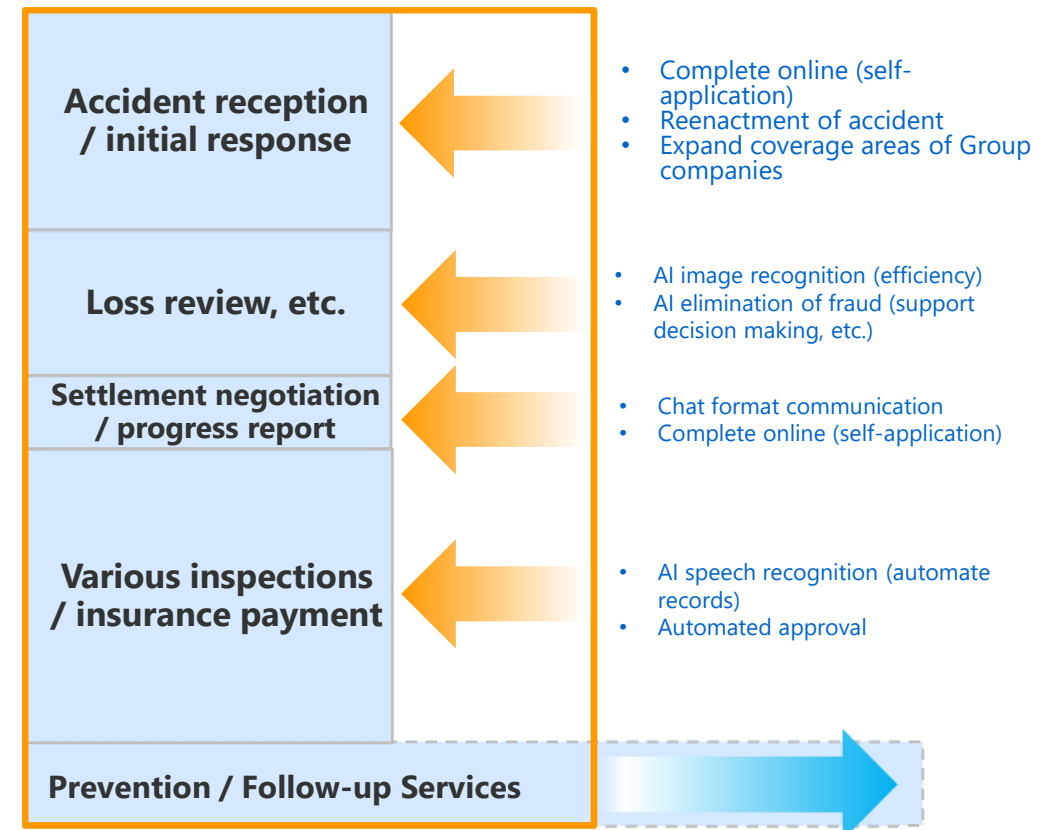 Accident reception
/ initial response
• Complete online (self-
application)
• Reenactment of accident
• Expand coverage areas of Group
companies
Loss review, etc.
• AI image recognition (efficiency)
• AI elimination of fraud (support
decision making, etc.)
Settlement negotiation
/ progress report
• Chat format communication
• Complete online (self-application)
Various inspections
/ insurance payment
• AI speech recognition (automate
records)
• Automated approval
Prevention / Follow-up Services